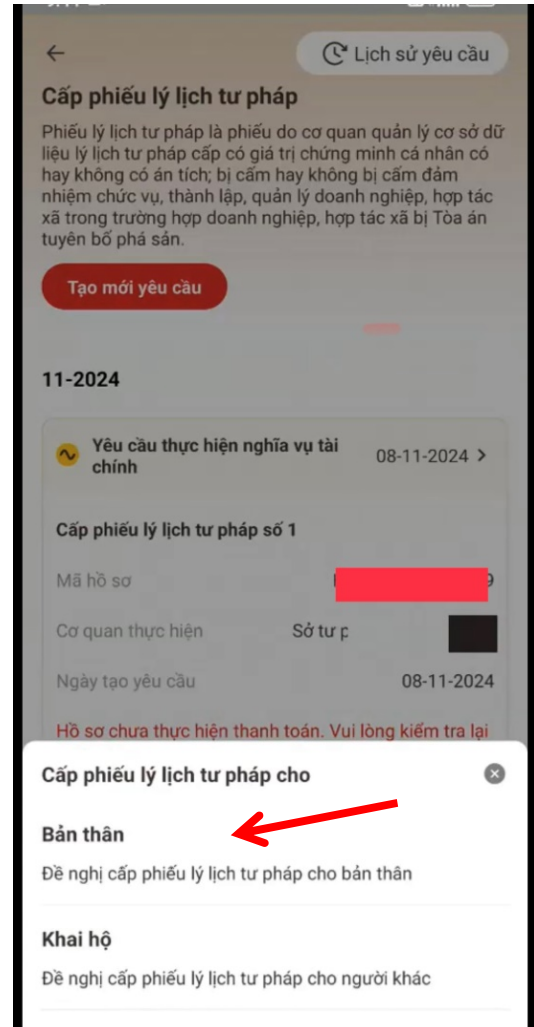 Lịch sử yêu cầu
Cấp phiếu lý lịch tư pháp
Phiếu lý lịch tư pháp là phiếu do cơ quan quản lý cơ sở dữ
liệu lý lịch tư pháp cấp có giá trị chứng minh cá nhân có
hay không có án tích; bị cấm hay không bị cấm đảm
nhiệm chức vụ, thành lập, quản lý doanh nghiệp, hợp tác
xã trong trường hợp doanh nghiệp, hợp tác xã bị Tòa án
tuyên bố phá sản.
Tạo mới yêu cầu
11-2024
Yêu cầu thực hiện nghĩa vụ tài
chính
08-11-2024
Cấp phiếu lý lịch tư pháp số 1
Mã hồ sơ
Cơ quan thực hiện Sở tư
Ngày tạo yêu cầu 08-11-2024
Hồ sơ chưa thực hiện thanh toán. Vui lòng kiểm tra lại
Cấp phiếu lý lịch tư pháp cho
Bản thân
Đề nghị cấp phiếu lý lịch tư pháp cho bản thân
Khai hộ
Đề nghị cấp phiếu lý lịch tư pháp cho người khác